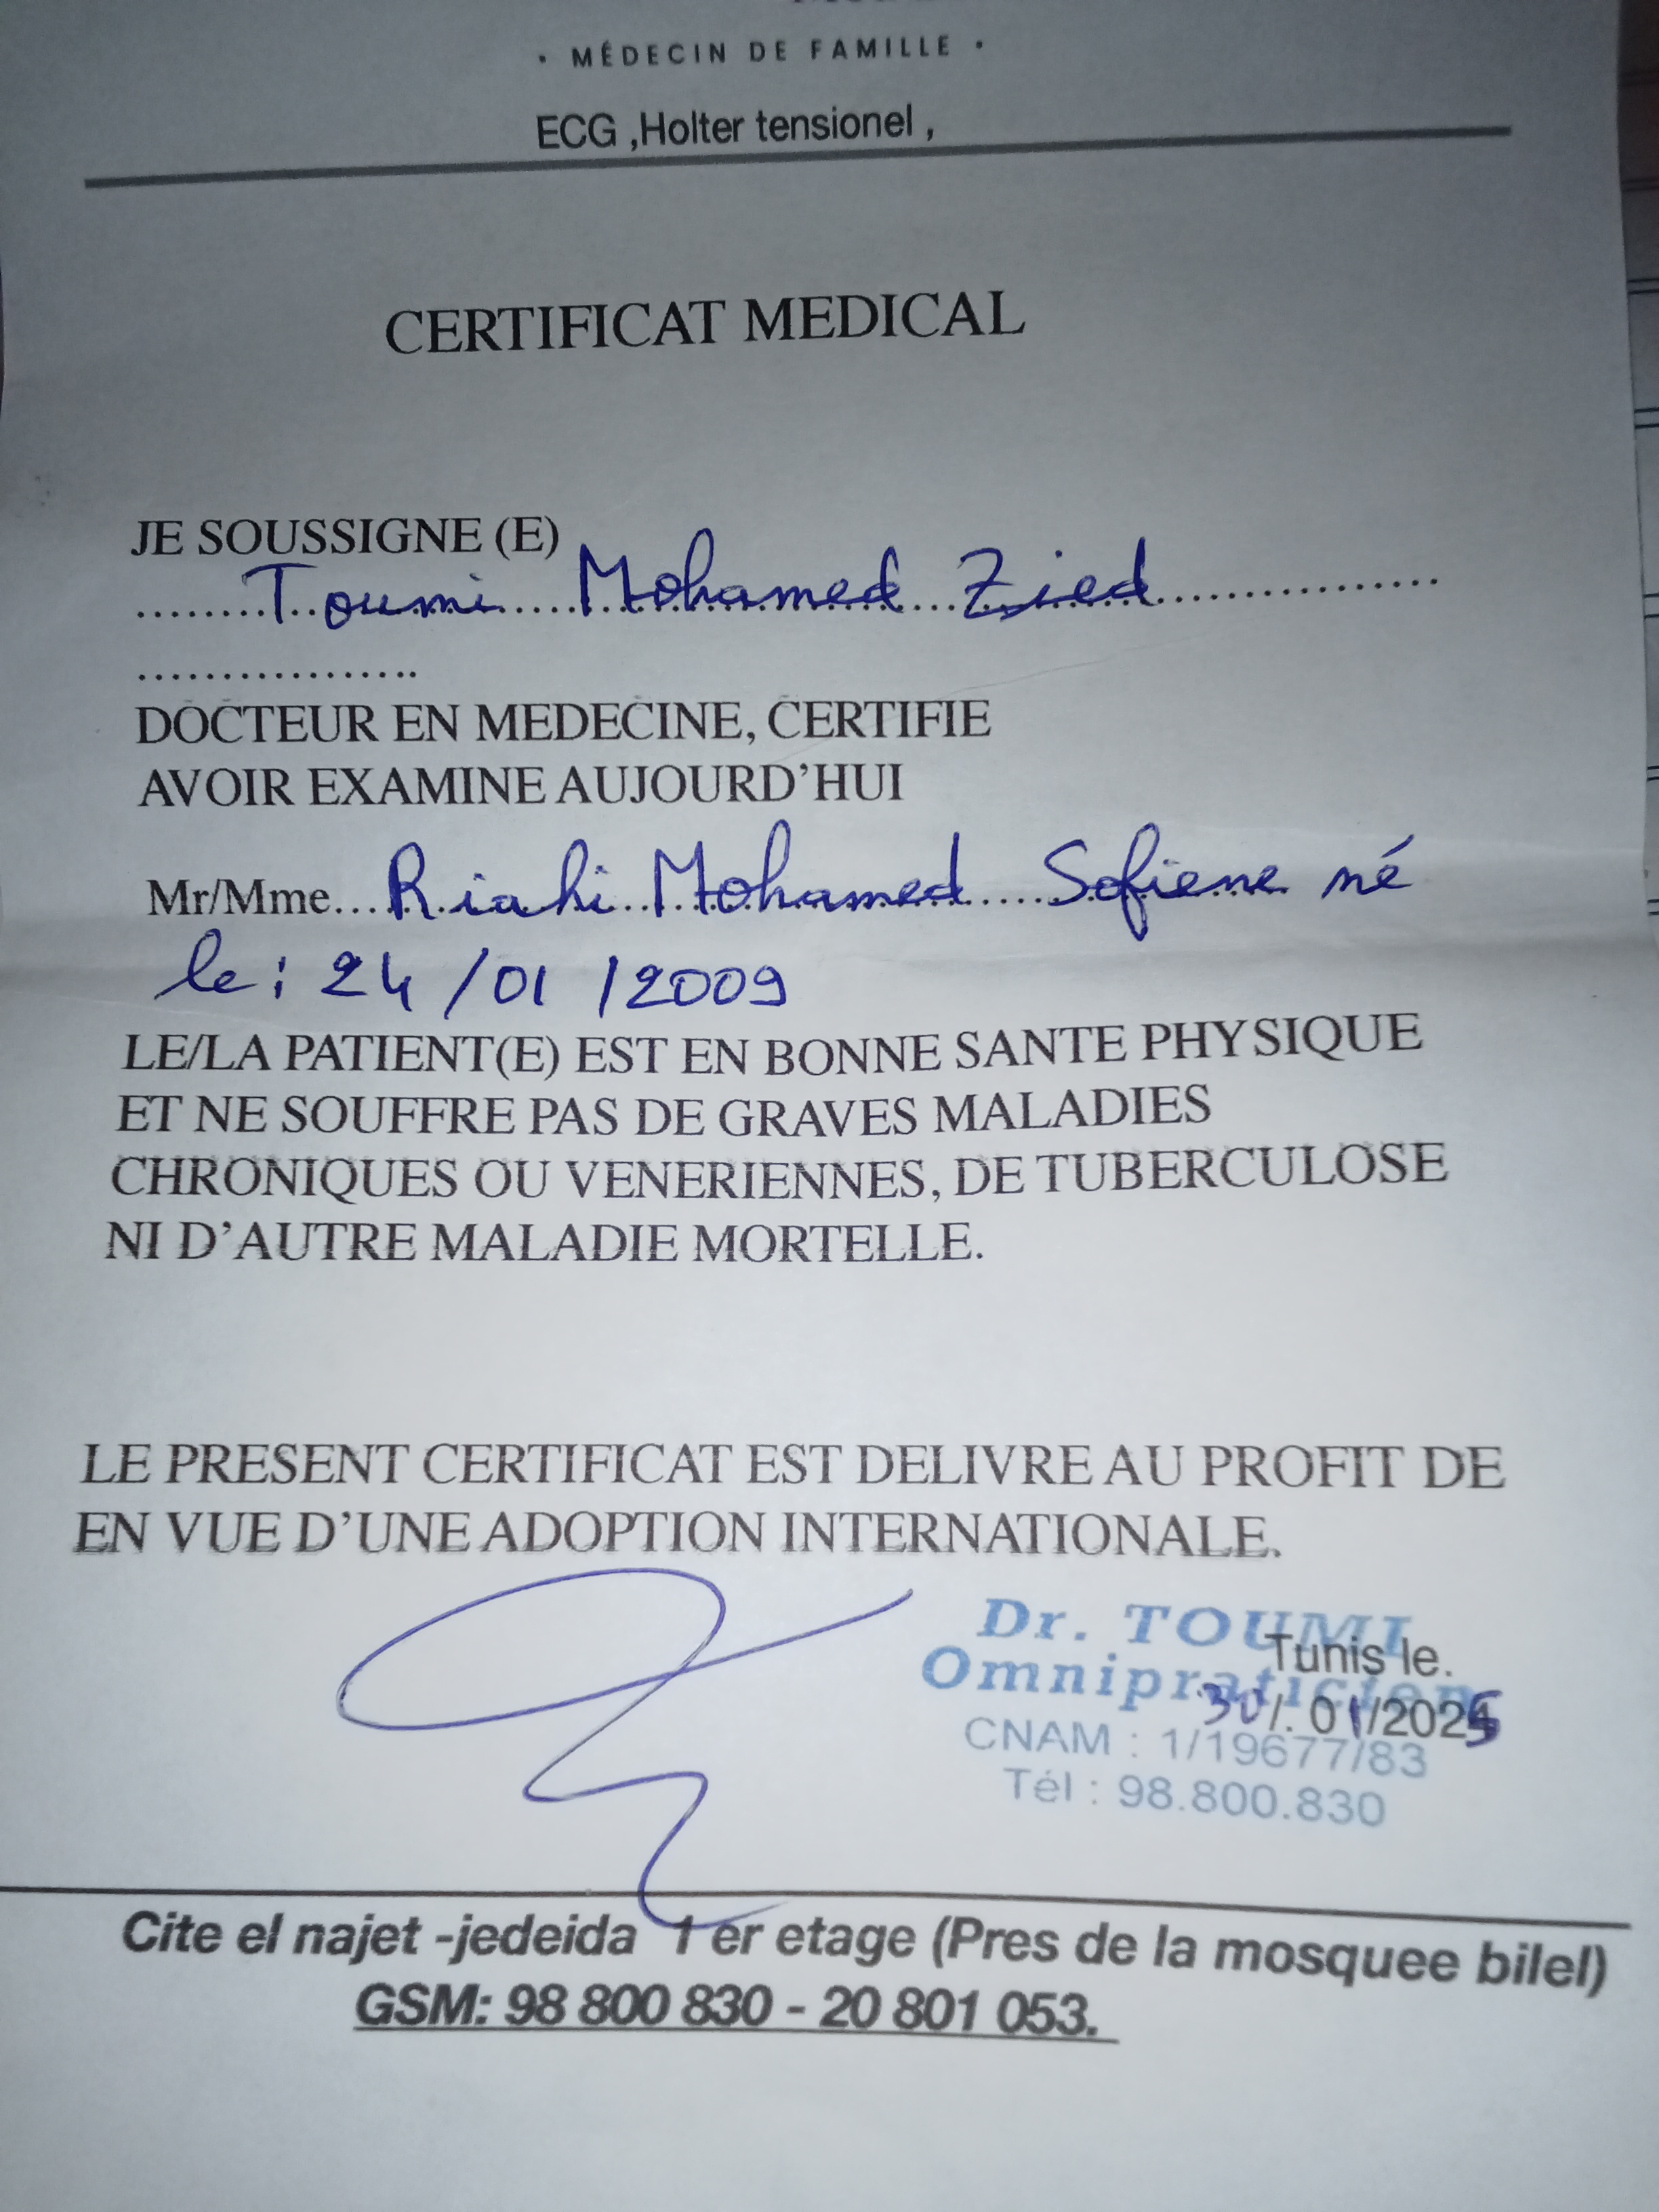 · MÉDECIN DE FAMILLE ·
ECG ,Holter tensionel ,
CERTIFICAT MEDICAL
JE SOUSSIGNE (E)
........Toumi.....Mohamed...Zied................
..................
DOCTEUR EN MEDECINE, CERTIFIE
AVOIR EXAMINE AUJOURD'HUI
Mr/Mme...Riahi..Mohamed.....Sofiene né
le : 24 /01 /2009
LE/LA PATIENT(E) EST EN BONNE SANTE PHYSIQUE
ET NE SOUFFRE PAS DE GRAVES MALADIES
CHRONIQUES OU VENERIENNES, DE TUBERCULOSE
NI D'AUTRE MALADIE MORTELLE.
LE PRESENT CERTIFICAT EST DELIVRE AU PROFIT DE
EN VUE D'UNE ADOPTION INTERNATIONALE.
Dr. TOUMI
Tunis le.
Omnipraticien
30/. 01/2025
CNAM : 1/19677/83
Tél : 98.800.830
Cite el najet -jedeida 1 er etage (Pres de la mosquee bilel)
GSM: 98 800 830 - 20 801 053.